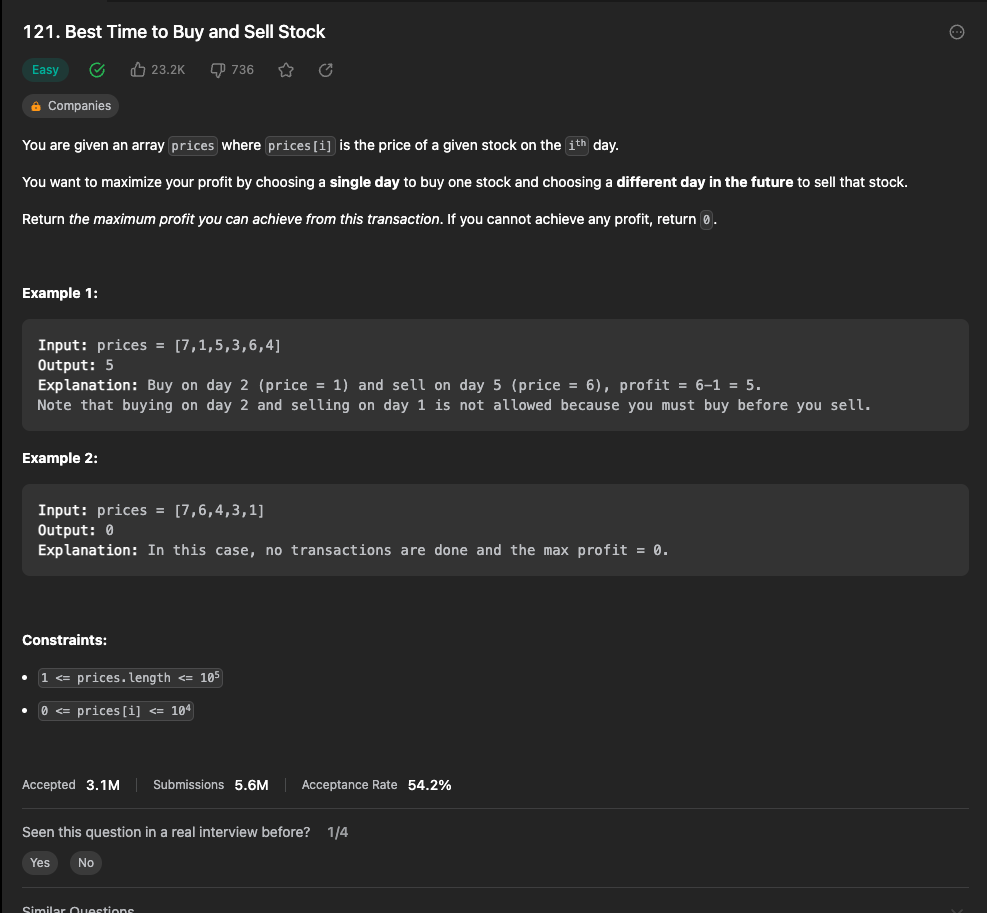 121. Best Time to Buy and Sell Stock
Easy 23.2K 736
Companies
You are given an array prices where prices[i] is the price of a given stock on the iᵗʰ day.
You want to maximize your profit by choosing a single day to buy one stock and choosing a different day in the future to sell that stock.
Return the maximum profit you can achieve from this transaction. If you cannot achieve any profit, return 0.
Example 1:
Input: prices = [7,1,5,3,6,4]
Output: 5
Explanation: Buy on day 2 (price = 1) and sell on day 5 (price = 6), profit = 6-1 = 5.
Note that buying on day 2 and selling on day 1 is not allowed because you must buy before you sell.
Example 2:
Input: prices = [7,6,4,3,1]
Output: 0
Explanation: In this case, no transactions are done and the max profit = 0.
Constraints:
• 1 <= prices.length <= 10⁵
• 0 <= prices[i] <= 10⁴
Accepted 3.1M Submissions 5.6M Acceptance Rate 54.2%
Seen this question in a real interview before? 1/4
Yes No
Similar Questions